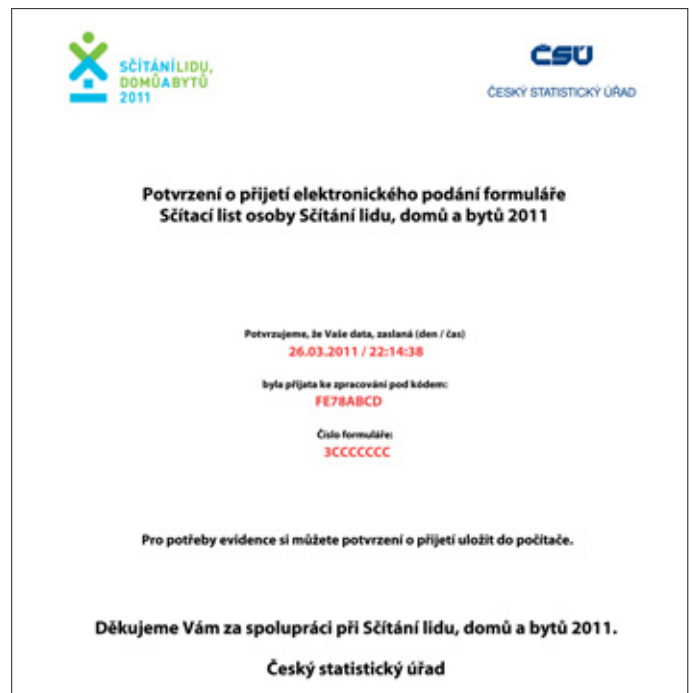 SČÍTÁNÍLIDU,
DOMŮABYTŮ
2011
ČSÚ
ČESKÝ STATISTICKÝ ÚŘAD
Potvrzení o přijetí elektronického podání formuláře
Sčítací list osoby Sčítání lidu, domů a bytů 2011
Potvrzujeme, že Vaše data, zaslaná (den / čas)
26.03.2011 / 22:14:38
byla přijata ke zpracování pod kódem:
FE78ABCD
Číslo formuláře:
3CCCCCCC
Pro potřeby evidence si můžete potvrzení o přijetí uložit do počítače.
Děkujeme Vám za spolupráci při Sčítání lidu, domů a bytů 2011.
Český statistický úřad